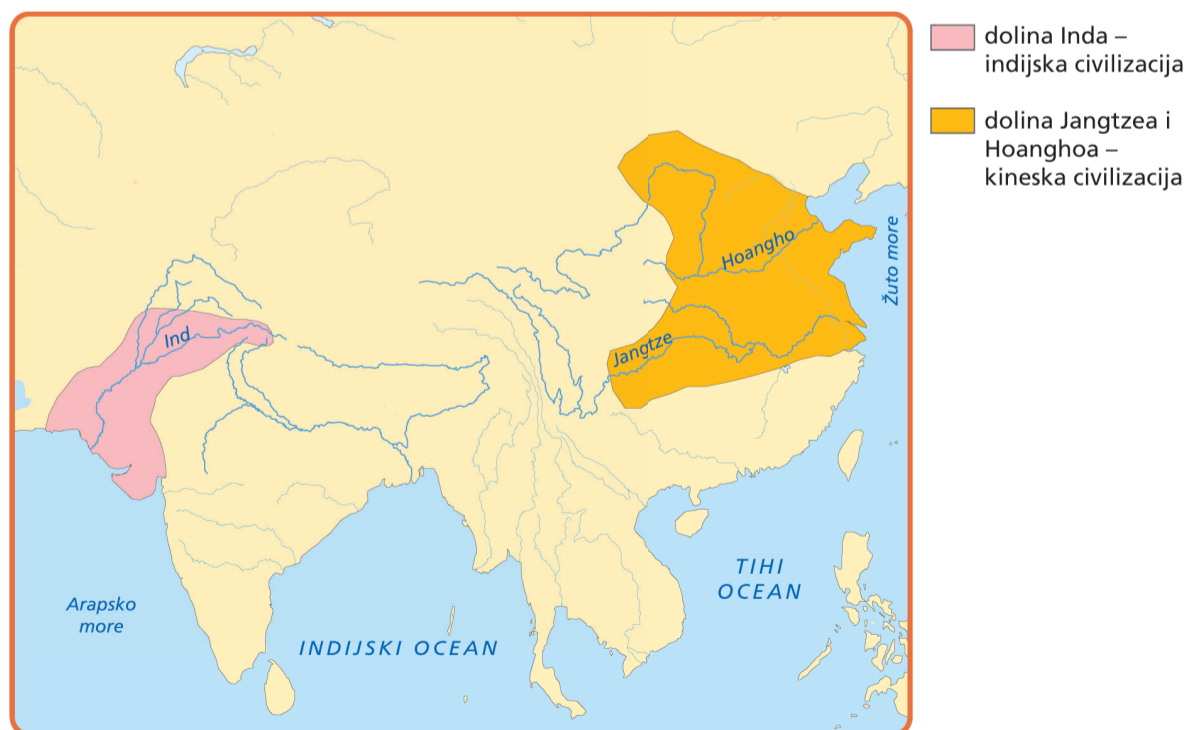 dolina Inda –
indijska civilizacija
dolina Jangtzea i
Hoanghoa –
kineska civilizacija
Hoangho
Žuto more
Ind
Jangtze
TIHI
OCEAN
Arapsko
more
INDIJSKI OCEAN